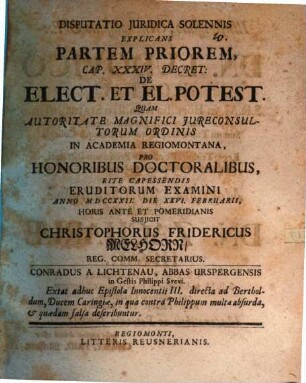 DISPUTATIO JURIDICA SOLENNIS
EXPLICANS
PARTEM PRIOREM,
CAP. XXXIV. DECRET:
DE
ELECT. ET EL. POTEST.
QUAM
AUTORITATE MAGNIFICI JURECONSUL-
TORUM ORDINIS
IN ACADEMIA REGIOMONTANA,
PRO
HONORIBUS DOCTORALIBUS,
RITE CAPESSENDIS
ERUDITORUM EXAMINI
ANNO MDCCXXII. DIE XXVI. FEBRUARII,
HORIS ANTE ET POMERIDIANIS
SUBJICIT
CHRISTOPHORUS FRIDERICUS
MELHORN/
REG. COMM. SECRETARIUS.
CONRADUS A LICHTENAU, ABBAS URSPERGENSIS
in Gestis Philippi Svevi.
Extat adhuc Epistola Innocentii III. directa ad Berthol-
dum, Ducem Caringiæ, in qua contra Philippum multa absurda,
& quædam falsa describuntur.
REGIOMONTI,
LITTERIS REUSNERIANIS.